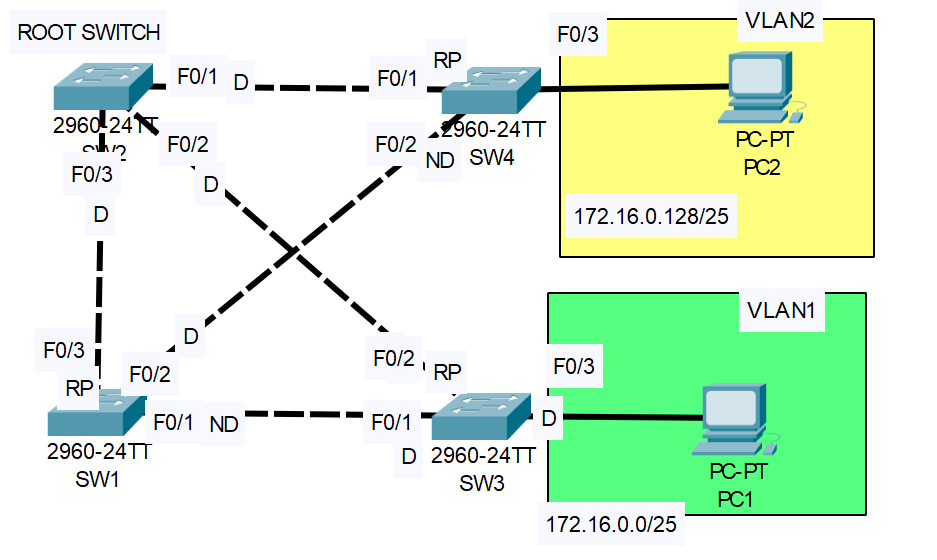 ROOT SWITCH
VLAN2
F0/3
RP
F0/1
D
F0/1
2960-24TT
SW2
2960-24TT
SW4
F0/2
F0/2
ND
PC-PT
PC2
F0/3
D
D
172.16.0.128/25
VLAN1
D
F0/3
F0/2
RP
F0/2
RP
F0/3
F0/1
ND
F0/1
D
D
2960-24TT
SW1
2960-24TT
SW3
PC-PT
PC1
172.16.0.0/25